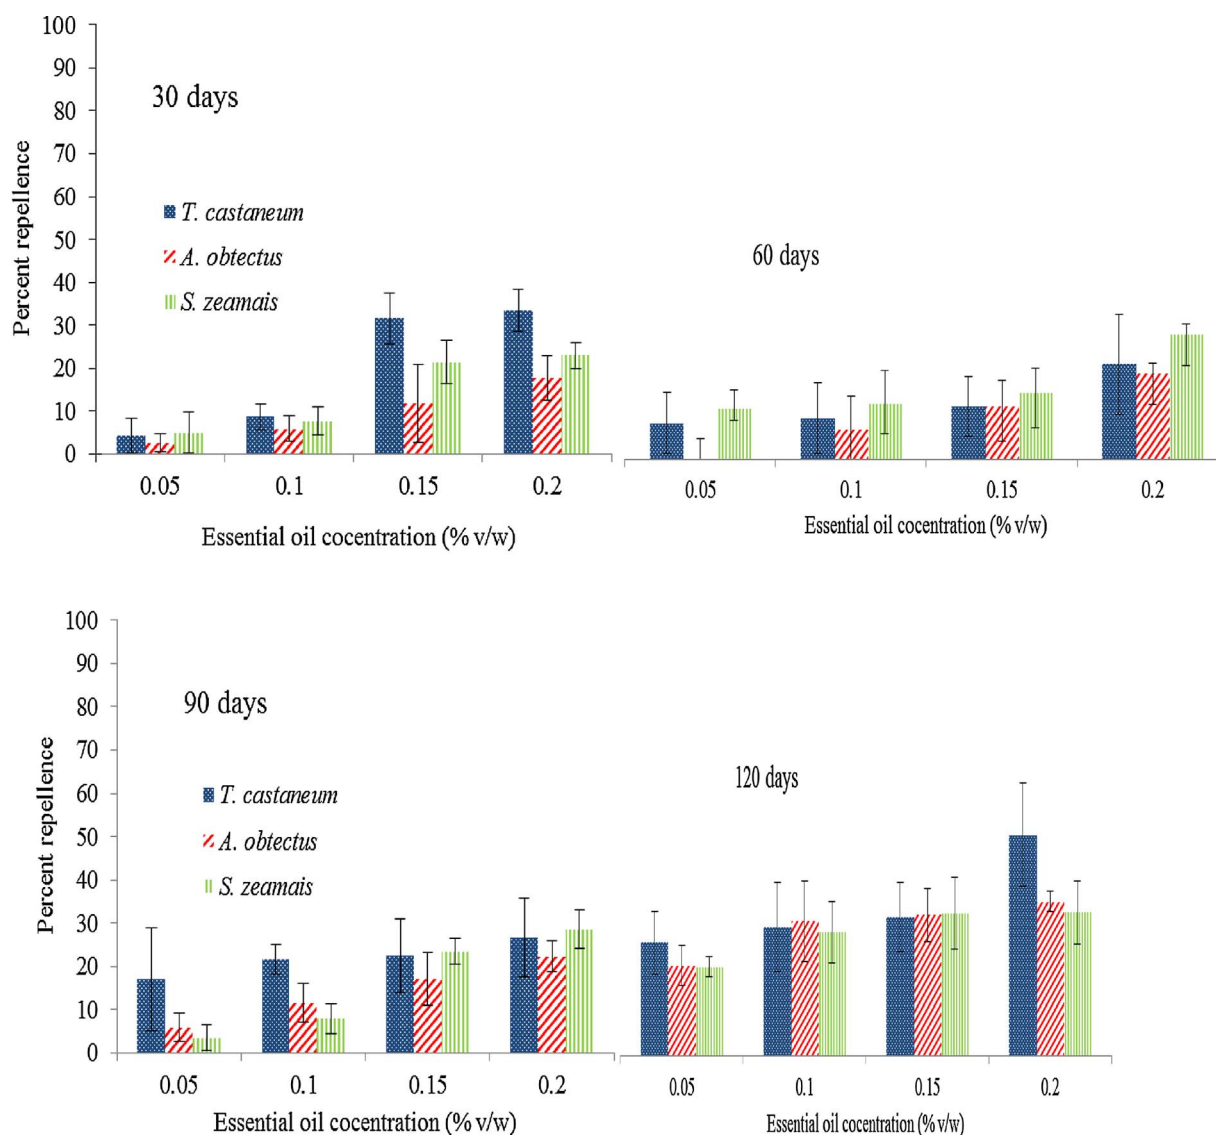 100
90
80
70
60
50
40
30
20
10
0
Percent repellence
30 days
T. castaneum
A. obtectus
S. zeamais
0.05 0.1 0.15 0.2
Essential oil cocentration (% v/w)
60 days
0.05 0.1 0.15 0.2
Essential oil cocentration (% v/w)
100
90
80
70
60
50
40
30
20
10
0
Percent repellence
90 days
T. castaneum
A. obtectus
S. zeamais
0.05 0.1 0.15 0.2
Essential oil cocentration (% v/w)
120 days
0.05 0.1 0.15 0.2
Essential oil cocentration (% v/w)